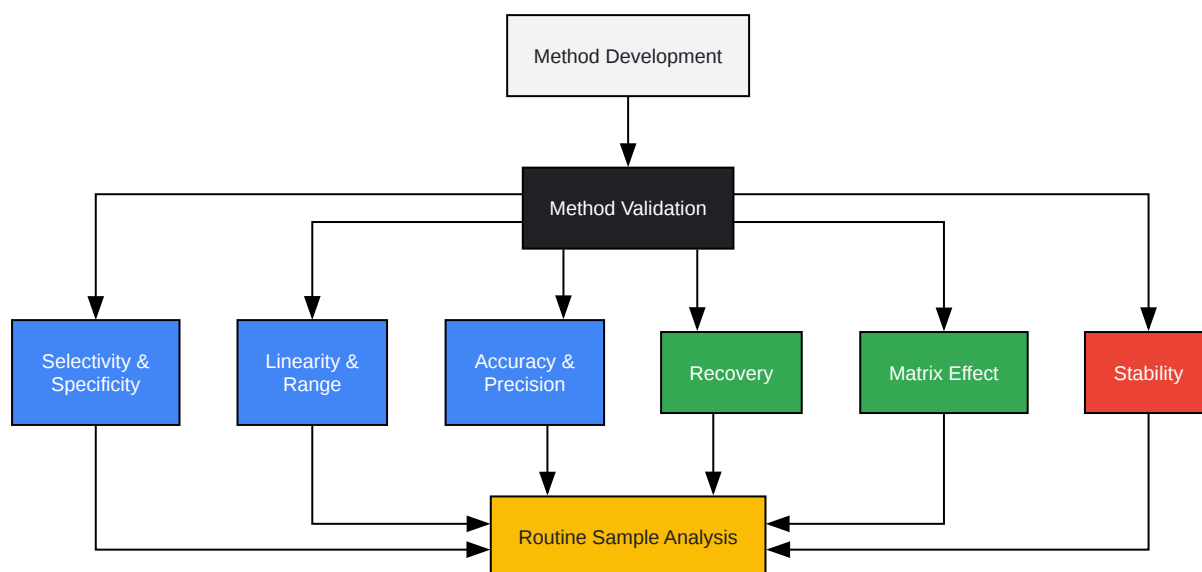 Method Development
Method Validation
Selectivity &
Specificity
Linearity &
Range
Accuracy &
Precision
Recovery
Matrix Effect
Stability
Routine Sample Analysis